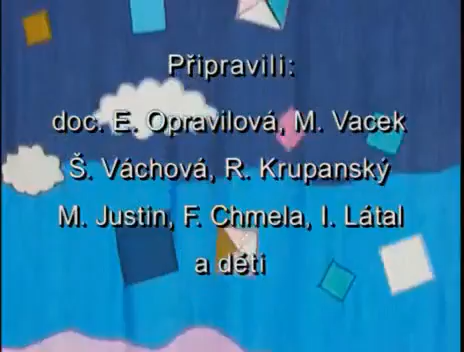 Připravili:
doc. E. Opravilová, M. Vacek
Š. Váchová, R. Krupanský
M. Justin, F. Chmela, I. Látal
a děti